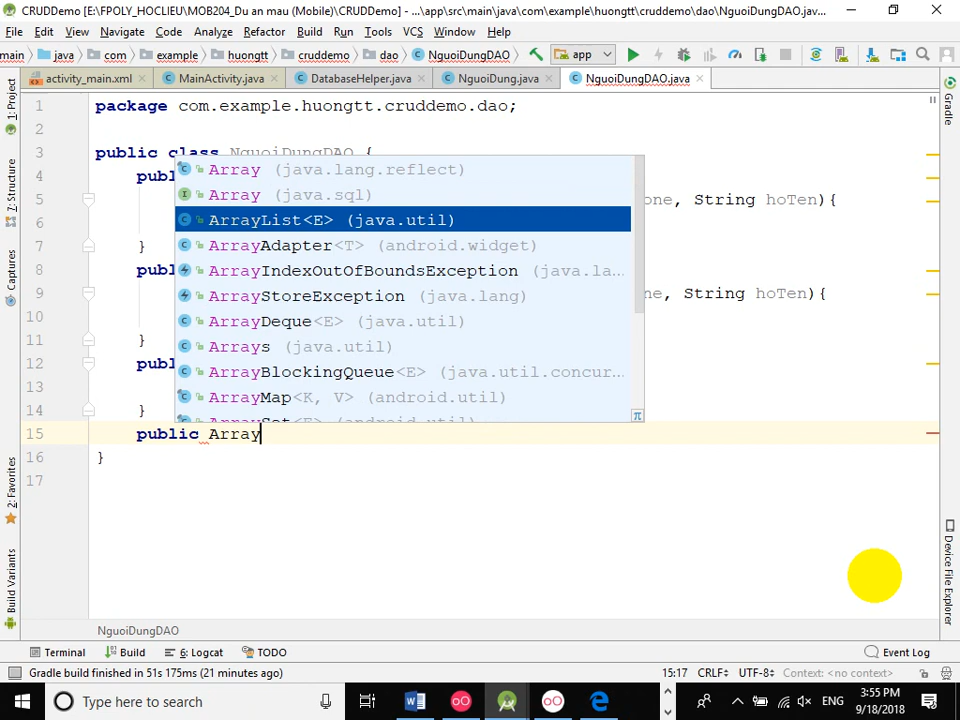 CRUDDemo [E:\FPOLY_HOCLIEU\MOB204_Du an mau (Mobile)\CRUDDemo] - ...\app\src\main\java\com\example\huongtt\cruddemo\dao\NguoiDungDAO.jav...
File Edit View Navigate Code Analyze Refactor Build Run Tools VCS Window Help
main java com example huongtt cruddemo dao NguoiDungDAO app
activity_main.xml MainActivity.java DatabaseHelper.java NguoiDung.java NguoiDungDAO.java
1 package com.example.huongtt.cruddemo.dao;
2
3 public class NguoiDungDAO {
4 publ
Array (java.lang.reflect)
Array (java.sql)
5 one, String hoTen){
6 ArrayList<E> (java.util)
7 } ArrayAdapter<T> (android.widget)
8 publ ArrayIndexOutOfBoundsException (java.la...
9 ArrayStoreException (java.lang) ne, String hoTen){
10 ArrayDeque<E> (java.util)
11 } Arrays (java.util)
12 publ ArrayBlockingQueue<E> (java.util.concur...
13 ArrayMap<K, V> (android.util)
14 } ArraySet<E> (android.util)
15 public Array
16 }
17
1: Project
7: Structure
Captures
2: Favorites
Build Variants
Gradle
Device File Explorer
NguoiDungDAO
Terminal Build 6: Logcat TODO Event Log
Gradle build finished in 51s 175ms (21 minutes ago) 15:17 CRLF UTF-8 Context: <no context>
Type here to search ENG 3:55 PM
9/18/2018